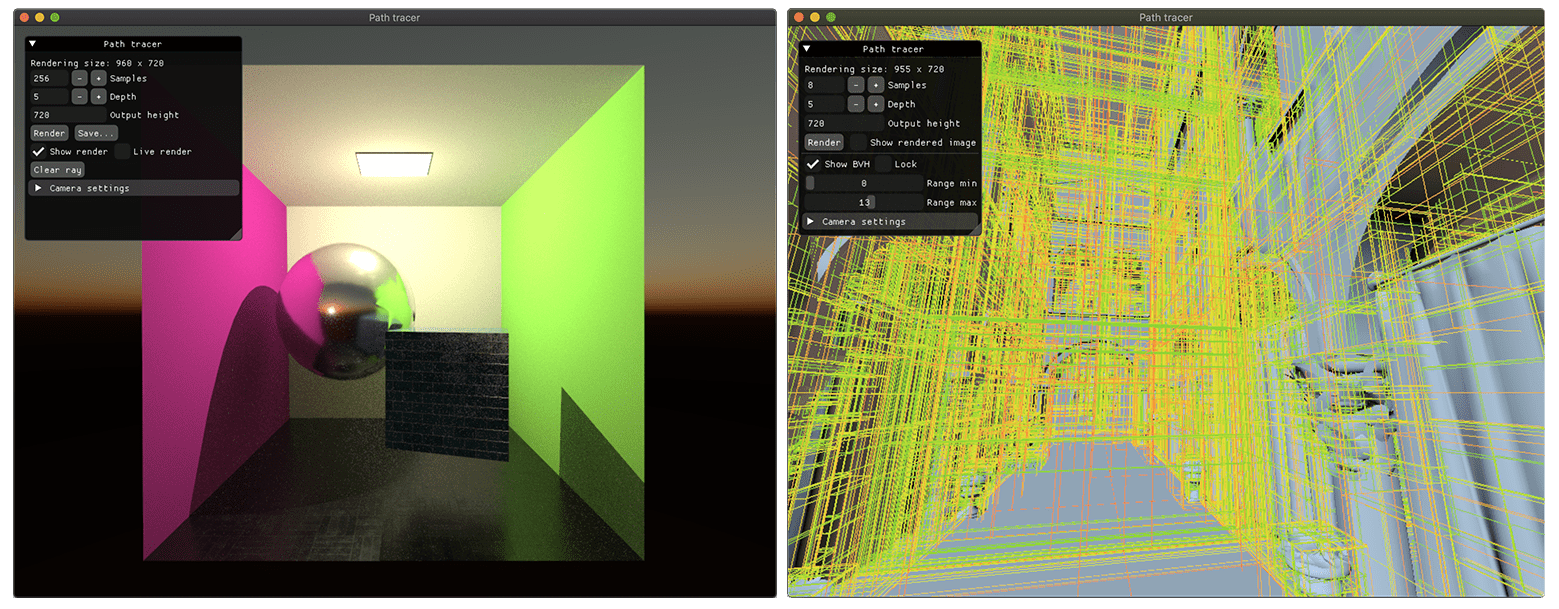 Path tracer
Path tracer
Rendering size: 960 x 720
256 - + Samples
5 - + Depth
720 Output height
Render Save...
Show render Live render
Clear ray
Camera settings
Path tracer
Path tracer
Rendering size: 955 x 720
8 - + Samples
5 - + Depth
720 Output height
Render Show rendered image
Show BVH Lock
0 Range min
13 Range max
Camera settings